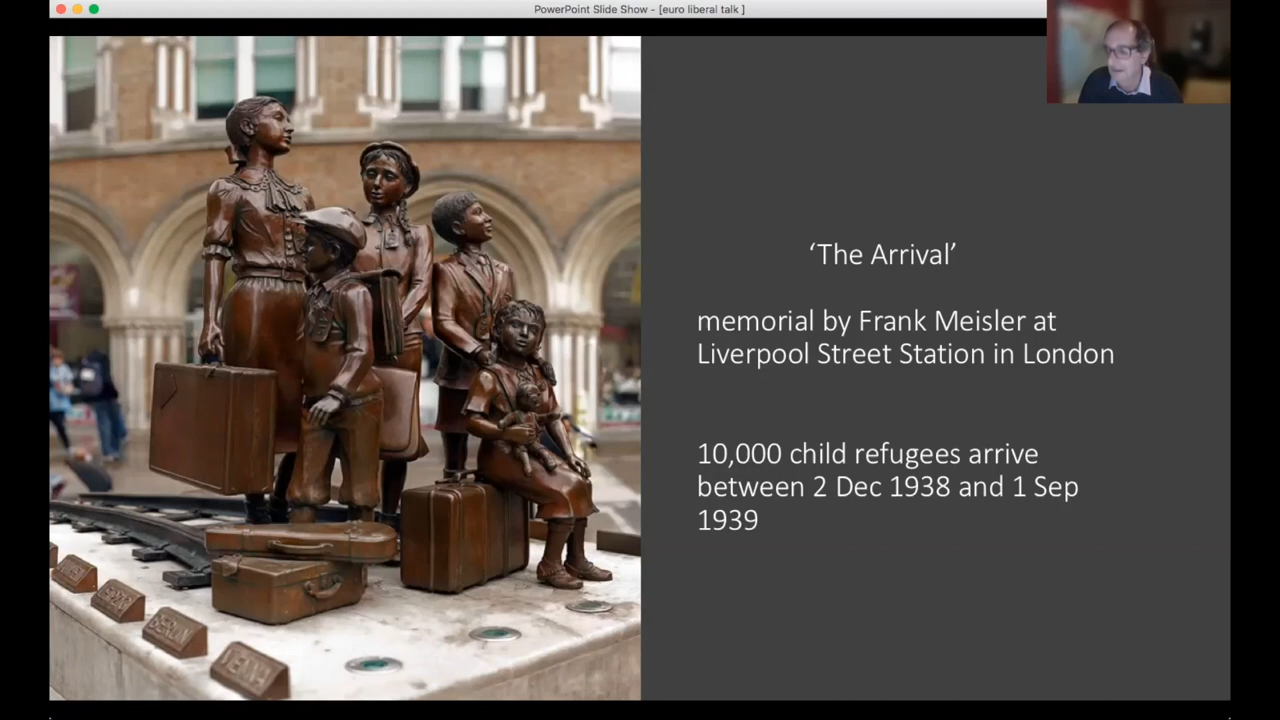 PowerPoint Slide Show - [euro liberal talk ]
‘The Arrival’
memorial by Frank Meisler at
Liverpool Street Station in London
10,000 child refugees arrive
between 2 Dec 1938 and 1 Sep
1939
BERLIN
VIENNA